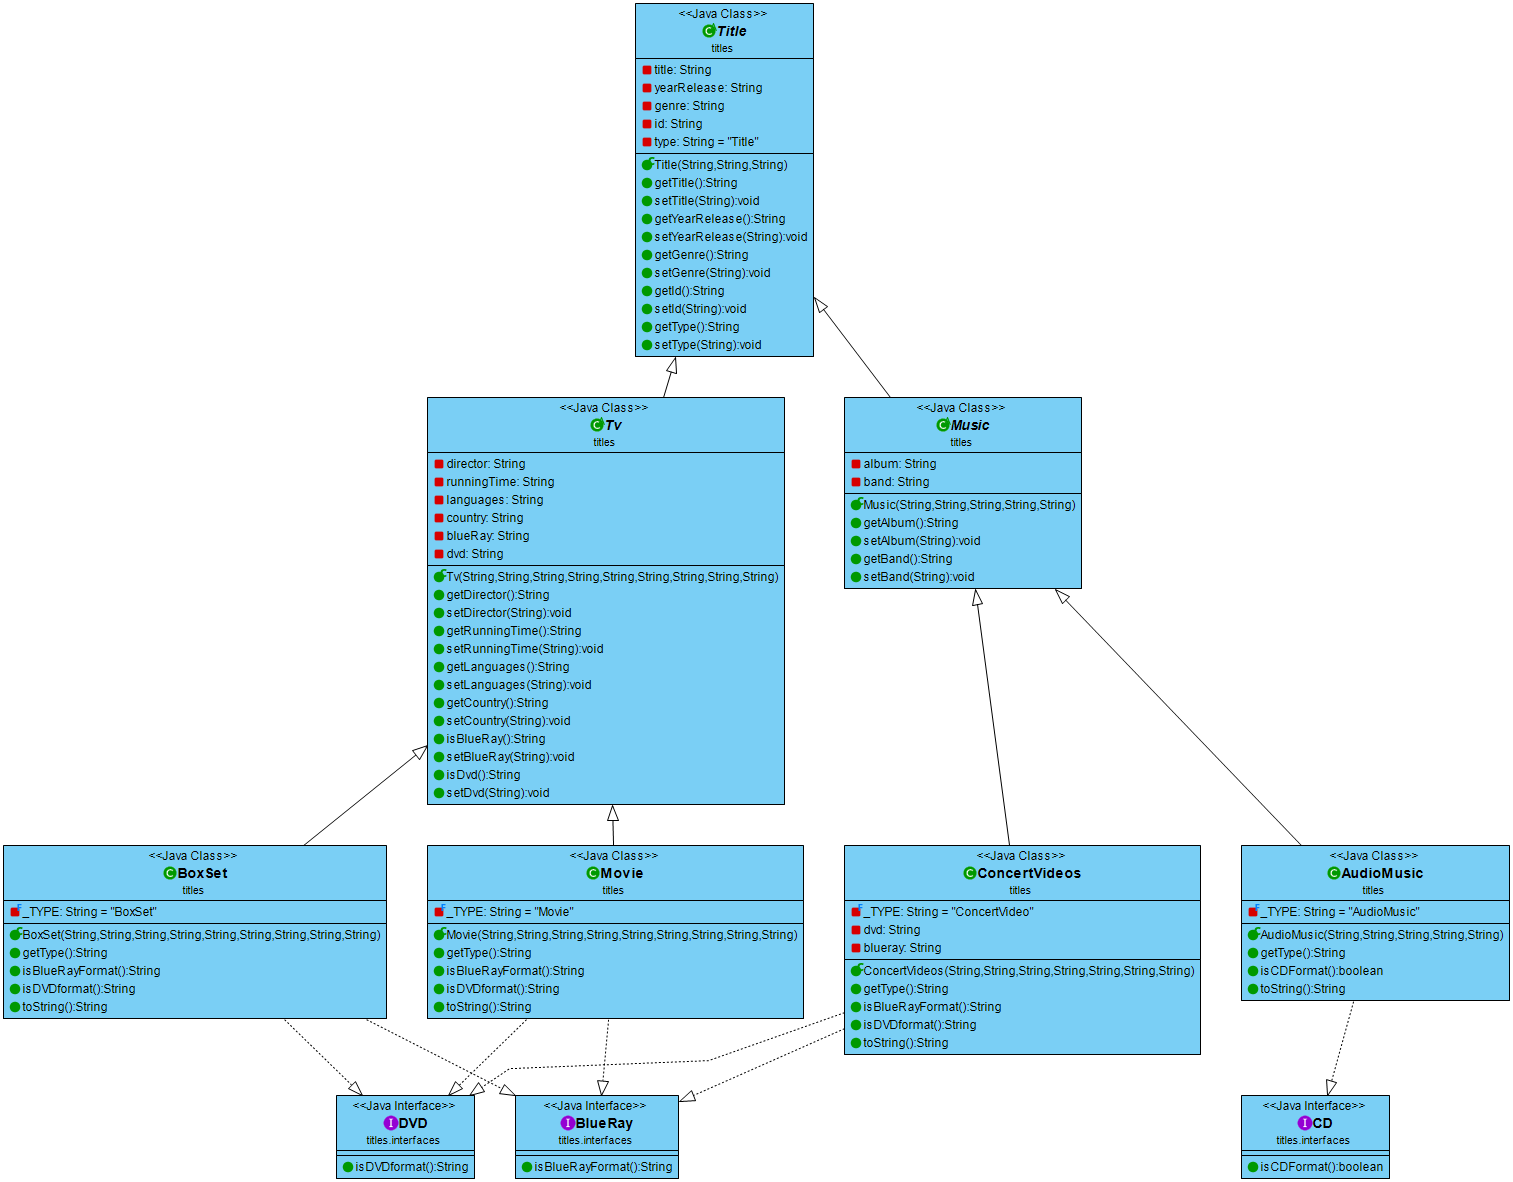 <<Java Class>>
Title
titles
title: String
yearRelease: String
genre: String
id: String
type: String = "Title"
Title(String,String,String)
getTitle():String
setTitle(String):void
getYearRelease():String
setYearRelease(String):void
getGenre():String
setGenre(String):void
getId():String
setId(String):void
getType():String
setType(String):void
<<Java Class>>
Tv
titles
director: String
runningTime: String
languages: String
country: String
blueRay: String
dvd: String
Tv(String,String,String,String,String,String,String,String,String)
getDirector():String
setDirector(String):void
getRunningTime():String
setRunningTime(String):void
getLanguages():String
setLanguages(String):void
getCountry():String
setCountry(String):void
isBlueRay():String
setBlueRay(String):void
isDvd():String
setDvd(String):void
<<Java Class>>
Music
titles
album: String
band: String
Music(String,String,String,String,String)
getAlbum():String
setAlbum(String):void
getBand():String
setBand(String):void
<<Java Class>>
BoxSet
titles
_TYPE: String = "BoxSet"
BoxSet(String,String,String,String,String,String,String,String,String)
getType():String
isBlueRayFormat():String
isDVDformat():String
toString():String
<<Java Class>>
Movie
titles
_TYPE: String = "Movie"
Movie(String,String,String,String,String,String,String,String,String)
getType():String
isBlueRayFormat():String
isDVDformat():String
toString():String
<<Java Class>>
ConcertVideos
titles
_TYPE: String = "ConcertVideo"
dvd: String
blueray: String
ConcertVideos(String,String,String,String,String,String,String)
getType():String
isBlueRayFormat():String
isDVDformat():String
toString():String
<<Java Class>>
AudioMusic
titles
_TYPE: String = "AudioMusic"
AudioMusic(String,String,String,String,String)
getType():String
isCDFormat():boolean
toString():String
<<Java Interface>>
DVD
titles.interfaces
isDVDformat():String
<<Java Interface>>
BlueRay
titles.interfaces
isBlueRayFormat():String
<<Java Interface>>
CD
titles.interfaces
isCDFormat():boolean